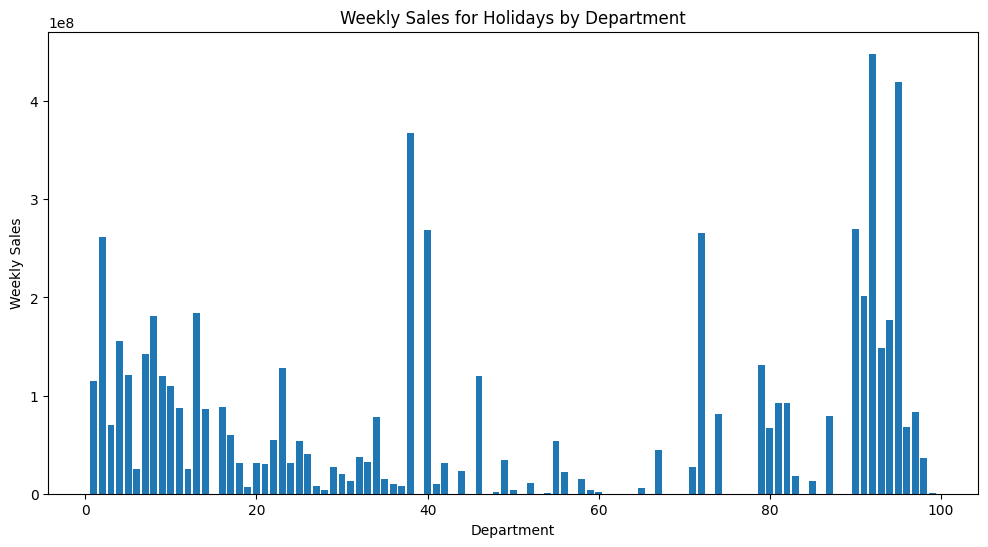 Weekly Sales for Holidays by Department
1e8
4
3
2
1
0
Weekly Sales
0 20 40 60 80 100
Department